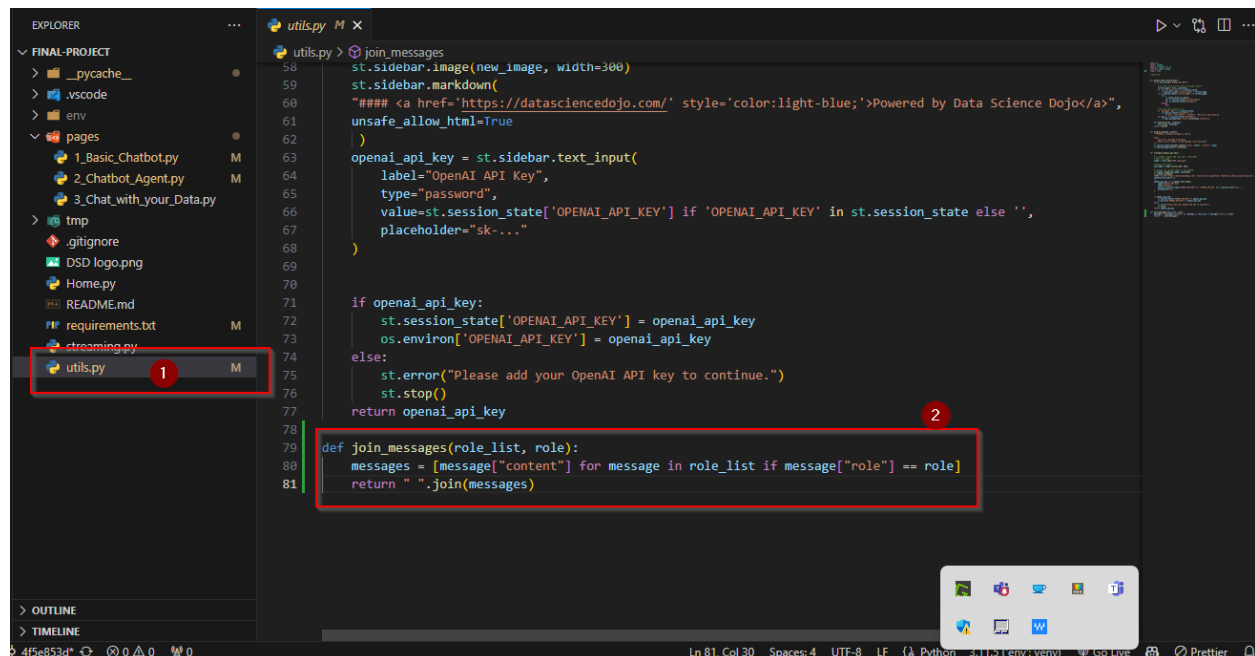 EXPLORER
FINAL-PROJECT
__pycache__
.vscode
env
pages
1_Basic_Chatbot.py M
2_Chatbot_Agent.py M
3_Chat_with_your_Data.py
tmp
.gitignore
DSD logo.png
Home.py
README.md
requirements.txt M
streaming.py
utils.py M
1
OUTLINE
TIMELINE
utils.py M
utils.py > join_messages
58 st.sidebar.image(new_image, width=300)
59 st.sidebar.markdown(
60 "#### <a href='https://datasciencedojo.com/' style='color:light-blue;'>Powered by Data Science Dojo</a>",
61 unsafe_allow_html=True
62 )
63 openai_api_key = st.sidebar.text_input(
64 label="OpenAI API Key",
65 type="password",
66 value=st.session_state['OPENAI_API_KEY'] if 'OPENAI_API_KEY' in st.session_state else '',
67 placeholder="sk-..."
68 )
69
70
71 if openai_api_key:
72 st.session_state['OPENAI_API_KEY'] = openai_api_key
73 os.environ['OPENAI_API_KEY'] = openai_api_key
74 else:
75 st.error("Please add your OpenAI API key to continue.")
76 st.stop()
77 return openai_api_key
78
2
79 def join_messages(role_list, role):
80 messages = [message["content"] for message in role_list if message["role"] == role]
81 return " ".join(messages)
4f5e853d* 0 0 0 Ln 81, Col 30 Spaces: 4 UTF-8 LF Python 3.11.5 ('env': venv) Go Live Prettier